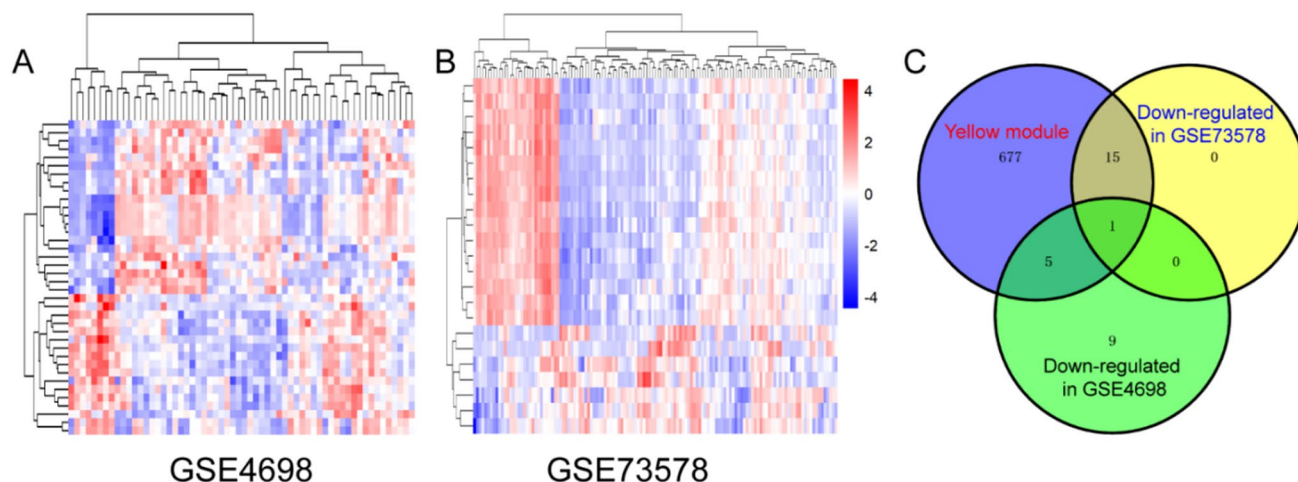 A
B
C
4
2
0
-2
-4
Yellow module
677
15
Down-regulated
in GSE73578
0
1
5
0
9
Down-regulated
in GSE4698
GSE4698
GSE73578